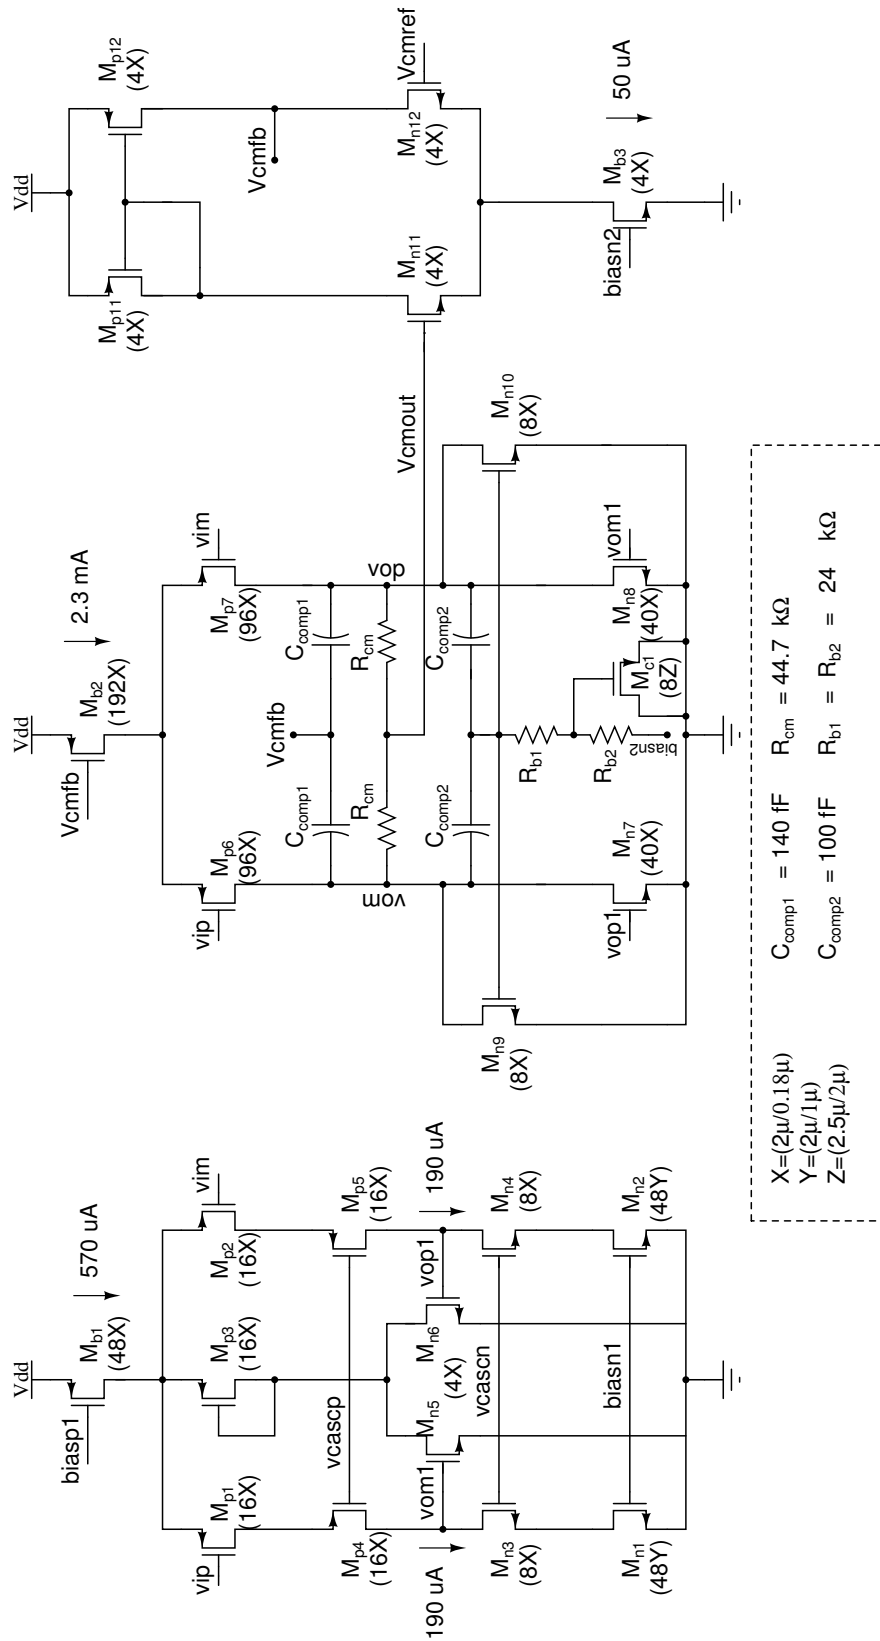 Vdd
570 uA
M_b1
(48X)
biasp1
vip
M_p1
(16X)
M_p3
(16X)
M_p2
(16X)
vim
vcascp
M_p4
(16X)
M_p5
(16X)
190 uA
190 uA
vom1
M_n5
M_n6
(4X)
vop1
vcascn
M_n3
(8X)
M_n4
(8X)
biasn1
M_n1
(48Y)
M_n2
(48Y)
Vdd
2.3 mA
M_b2
(192X)
Vcmfb
vip
M_p6
(96X)
M_p7
(96X)
vim
C_comp1
Vcmfb
C_comp1
R_cm
R_cm
vom
vop
Vcmout
C_comp2
C_comp2
M_n9
(8X)
M_n10
(8X)
R_b1
R_b2
biasn2
M_c1
(8Z)
vop1
M_n7
(40X)
M_n8
(40X)
vom1
Vdd
M_p11
(4X)
M_p12
(4X)
Vcmfb
M_n11
(4X)
M_n12
(4X)
Vcmref
biasn2
M_b3
(4X)
50 uA
X=(2μ/0.18μ)
Y=(2μ/1μ)
Z=(2.5μ/2μ)
C_comp1 = 140 fF R_cm = 44.7 kΩ
C_comp2 = 100 fF R_b1 = R_b2 = 24 kΩ